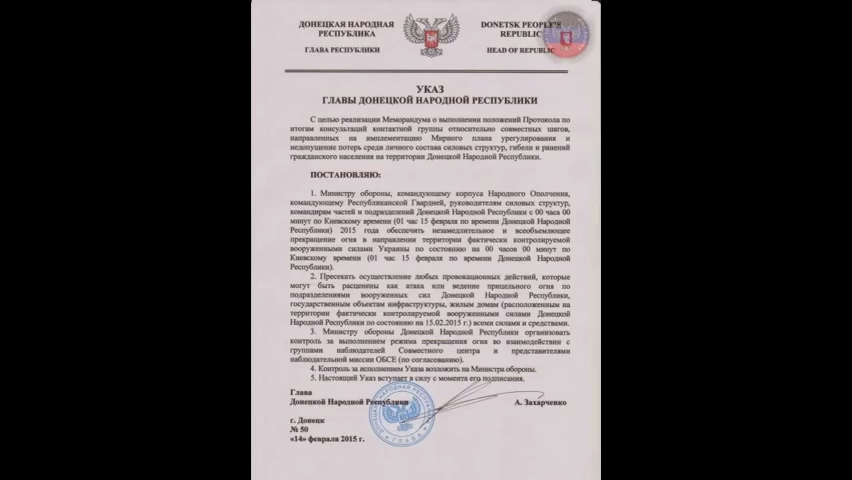 ДОНЕЦКАЯ НАРОДНАЯ
РЕСПУБЛИКА
ГЛАВА РЕСПУБЛИКИ
DONETSK PEOPLE'S
REPUBLIC
HEAD OF REPUBLIC
УКАЗ
ГЛАВЫ ДОНЕЦКОЙ НАРОДНОЙ РЕСПУБЛИКИ
С целью реализации Меморандума о выполнении положений Протокола по
итогам консультаций контактной группы относительно совместных шагов,
направленных на имплементацию Мирного плана урегулирования и
недопущение потерь среди личного состава силовых структур, гибели и ранений
гражданского населения на территории Донецкой Народной Республики.
ПОСТАНОВЛЯЮ:
1. Министру обороны, командующему корпуса Народного Ополчения,
командующему Республиканской Гвардией, руководителям силовых структур,
командирам частей и подразделений Донецкой Народной Республики с 00 часов 00
минут по Киевскому времени (01 час 15 февраля по времени Донецкой Народной
Республики) 2015 года обеспечить незамедлительное и всеобъемлющее
прекращение огня в направлении территории фактически контролируемой
вооруженными силами Украины по состоянию на 00 часов 00 минут по
Киевскому времени (01 час 15 февраля по времени Донецкой Народной
Республики).
2. Пресекать осуществление любых провокационных действий, которые
могут быть расценены как атака или ведение прицельного огня по
подразделениями вооруженных сил Донецкой Народной Республики,
государственным объектам инфраструктуры, жилым домам (расположенным на
территории фактически контролируемой вооруженными силами Донецкой
Народной Республики по состоянию на 15.02.2015 г.) всеми силами и средствами.
3. Министру обороны Донецкой Народной Республики организовать
контроль за выполнением режима прекращения огня во взаимодействии с
группами наблюдателей Совместного центра и представителями
наблюдательной миссии ОБСЕ (по согласованию).
4. Контроль за исполнением Указа возложить на Министра обороны.
5. Настоящий Указ вступает в силу с момента его подписания.
Глава
Донецкой Народной Республики
А. Захарченко
г. Донецк
№ 50
«14» февраля 2015 г.
ГЛАВА